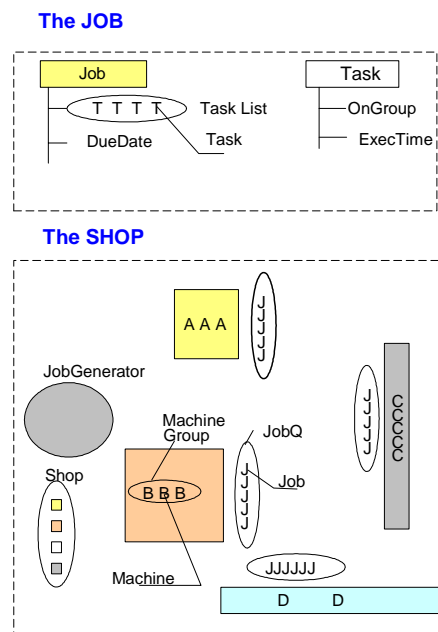 The JOB
Job
Task
T T T T
Task List
OnGroup
DueDate
Task
ExecTime
The SHOP
A A A
J
J
J
J
J
JobGenerator
J
J
J
J
J
C
C
C
C
C
Machine
Group
JobQ
Shop
B B B
J
J
J
J
J
Job
Machine
JJJJJJ
D D